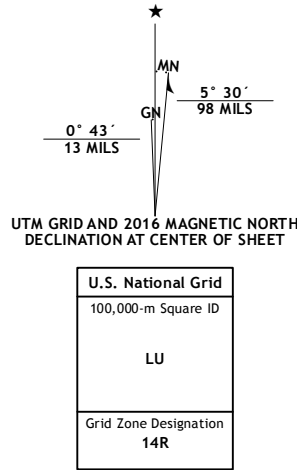 ★
MN
5° 30´
98 MILS
GN
0° 43´
13 MILS
UTM GRID AND 2016 MAGNETIC NORTH
DECLINATION AT CENTER OF SHEET
U.S. National Grid
100,000-m Square ID
LU
Grid Zone Designation
14R